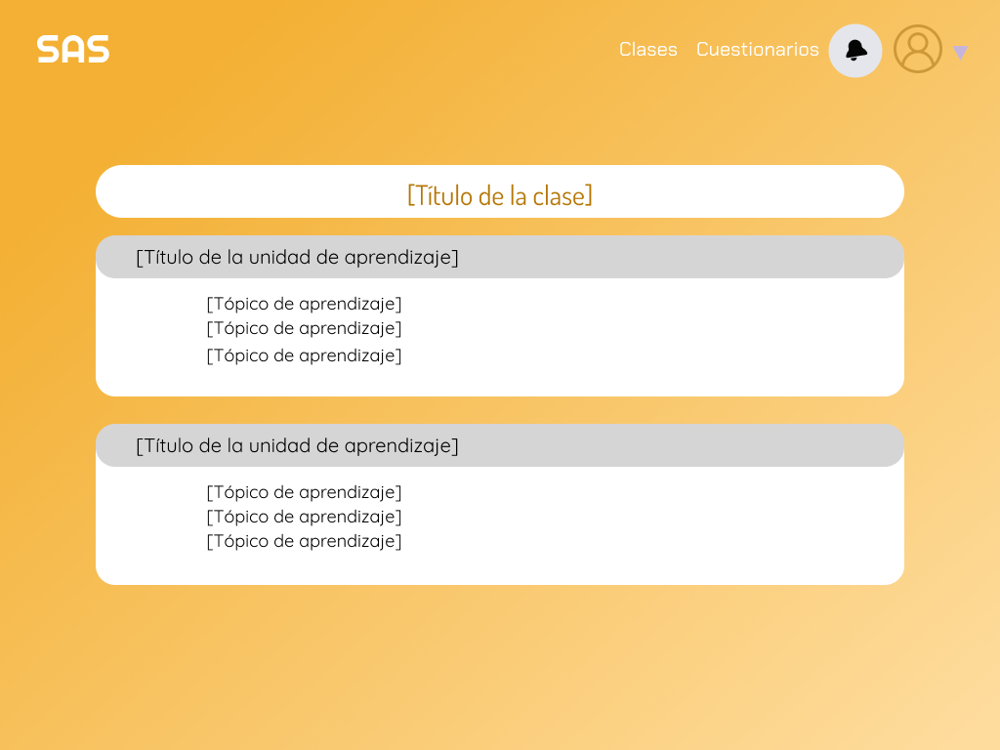 SAS
Clases
Cuestionarios
[Título de la clase]
[Título de la unidad de aprendizaje]
[Tópico de aprendizaje]
[Tópico de aprendizaje]
[Tópico de aprendizaje]
[Título de la unidad de aprendizaje]
[Tópico de aprendizaje]
[Tópico de aprendizaje]
[Tópico de aprendizaje]